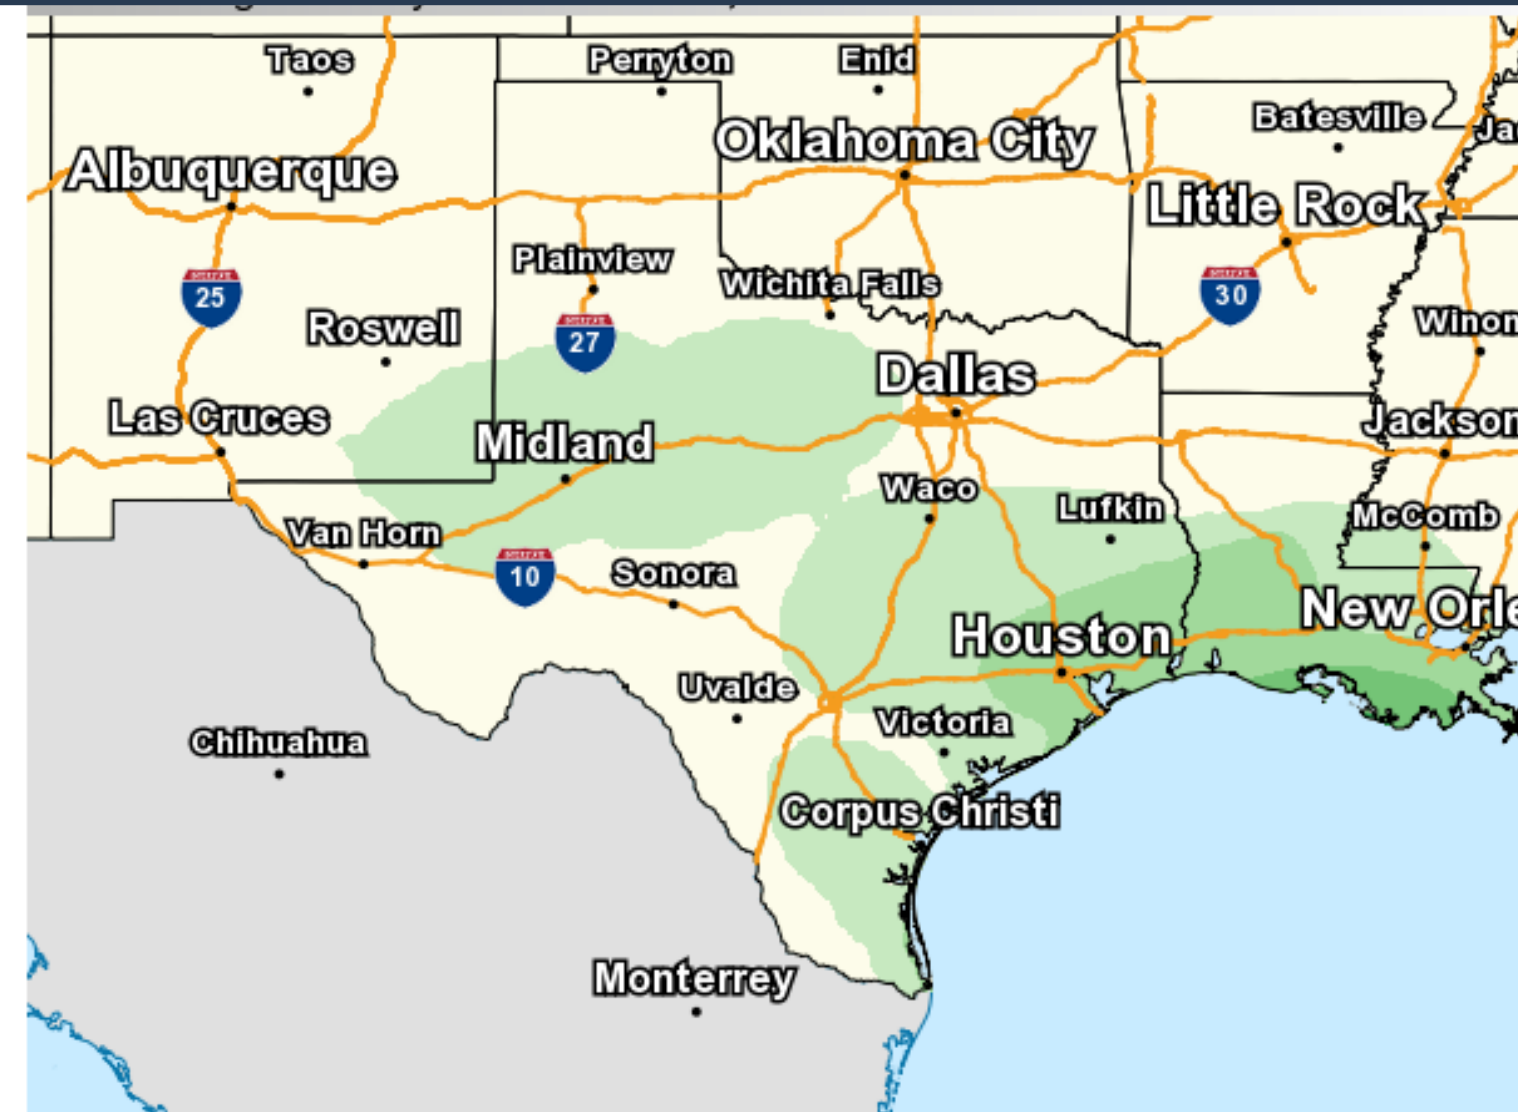 Taos
Perryton
Enid
Batesville
Oklahoma City
Albuquerque
Little Rock
Plainview
Wichita Falls
25
30
Roswell
27
Dallas
Las Cruces
Midland
Jackson
Waco
Lufkin
McComb
Van Horn
10
Sonora
New Orle
Houston
Uvalde
Victoria
Chihuahua
Corpus Christi
Monterrey